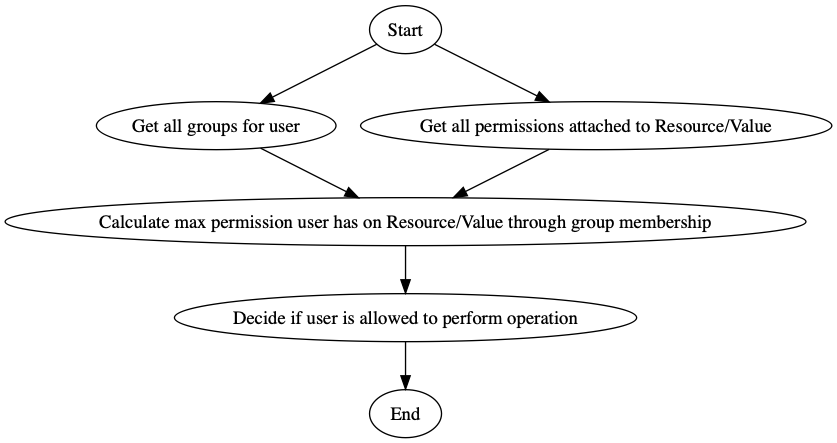 Start
Get all groups for user
Get all permissions attached to Resource/Value
Calculate max permission user has on Resource/Value through group membership
Decide if user is allowed to perform operation
End